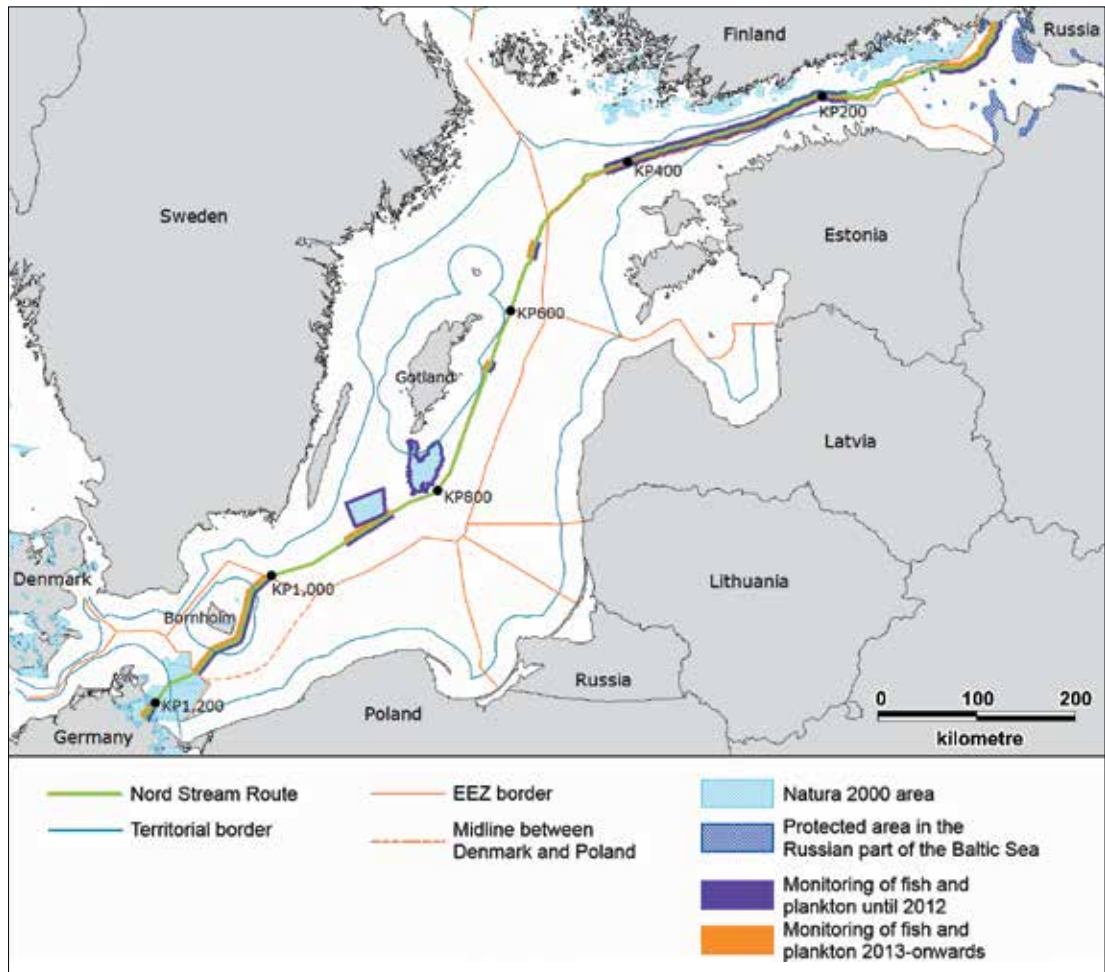 Finland
Russia
KP200
KP400
Sweden
Estonia
KP600
Gotland
Latvia
KP800
Denmark
KP1,000
Lithuania
Bornholm
Russia
KP1,200
Poland
Germany
0 100 200
kilometre
Nord Stream Route
Territorial border
EEZ border
Midline between
Denmark and Poland
Natura 2000 area
Protected area in the
Russian part of the Baltic Sea
Monitoring of fish and
plankton until 2012
Monitoring of fish and
plankton 2013-onwards